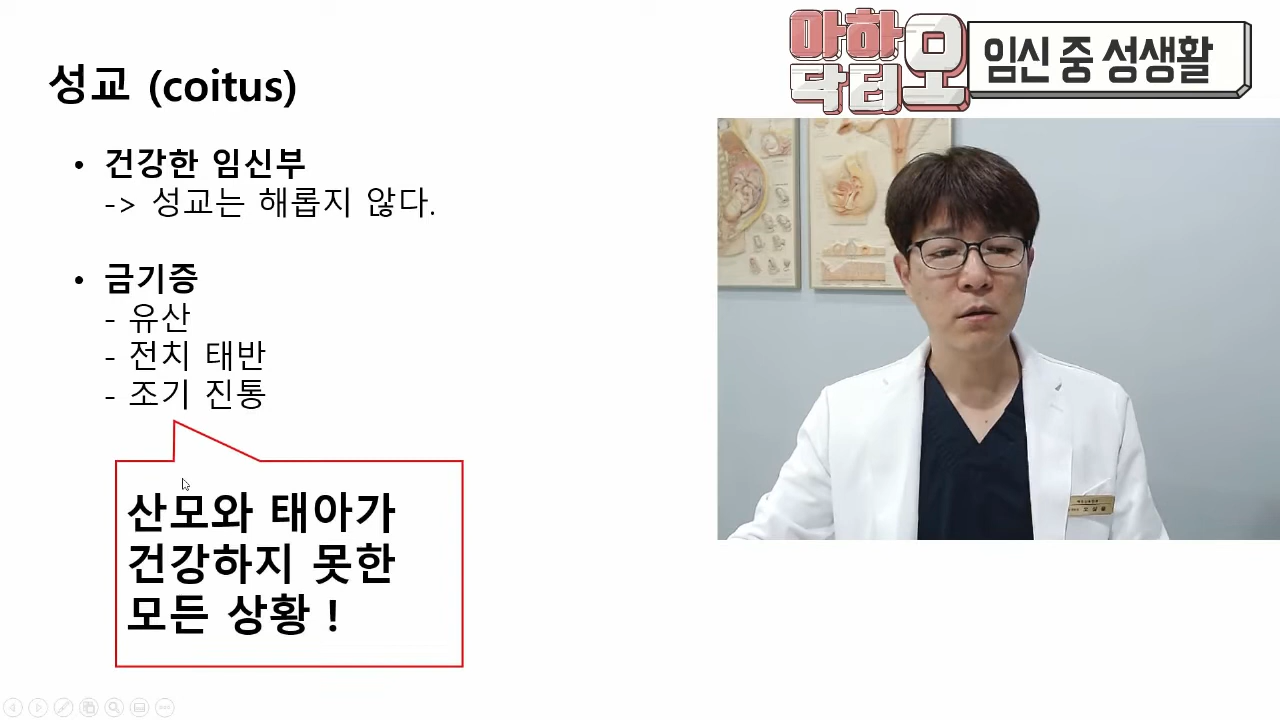 성교 (coitus)
• 건강한 임신부
-> 성교는 해롭지 않다.
• 금기증
- 유산
- 전치 태반
- 조기 진통
산모와 태아가
건강하지 못한
모든 상황 !
아하
닥터
오
임신 중 성생활